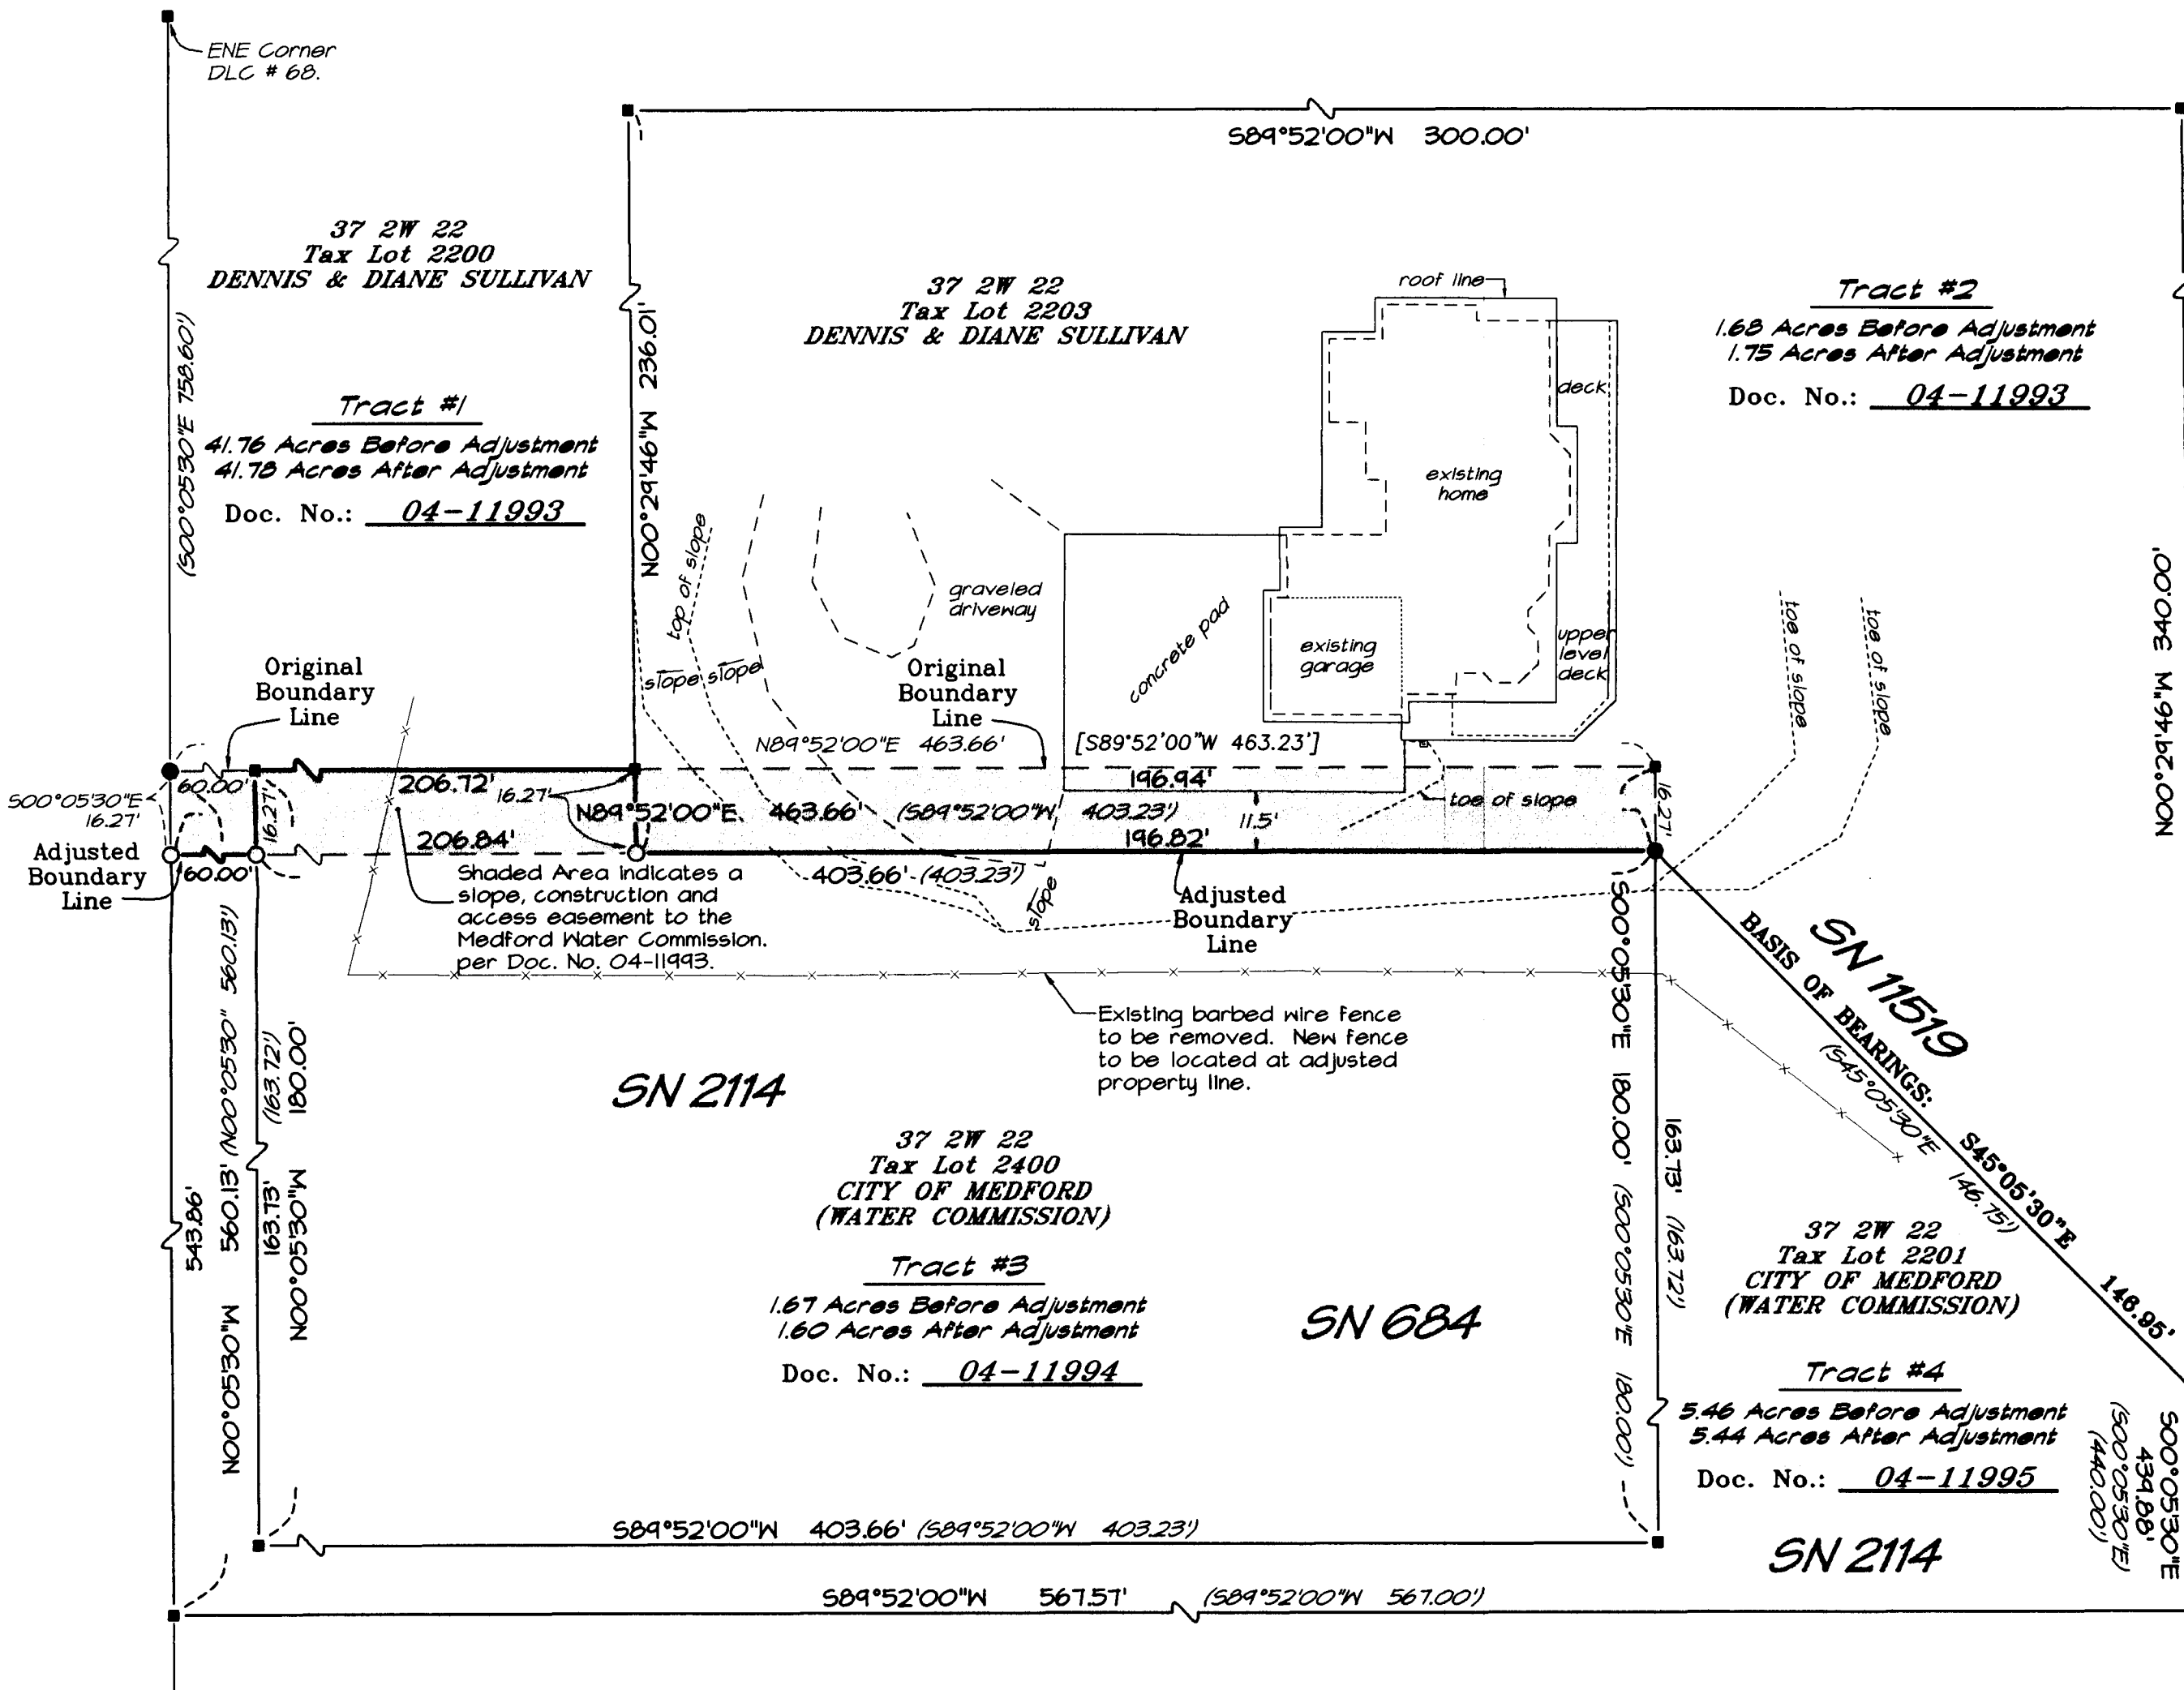 ENE Corner
DLC # 68.
S89°52'00"W 300.00'
37 2W 22
Tax Lot 2200
DENNIS & DIANE SULLIVAN
(S00°05'30"E 758.60')
Tract #1
41.76 Acres Before Adjustment
41.78 Acres After Adjustment
Doc. No.: 04-11993
N00°29'46"W 236.01'
37 2W 22
Tax Lot 2203
DENNIS & DIANE SULLIVAN
roof line
deck
existing
home
existing
garage
upper
level
deck
concrete pad
graveled
driveway
top of slope
slope
slope
Tract #2
1.68 Acres Before Adjustment
1.75 Acres After Adjustment
Doc. No.: 04-11993
N00°29'46"W 340.00'
toe of slope
toe of slope
Original
Boundary
Line
Original
Boundary
Line
N89°52'00"E 463.66'
[S89°52'00"W 463.23']
S00°05'30"E
16.27'
60.00'
16.27'
206.72'
16.27'
196.94'
N89°52'00"E 463.66' (S89°52'00"W 403.23')
11.5'
toe of slope
16.27'
206.84'
196.82'
Adjusted
Boundary
Line
60.00'
403.66' (403.23')
slope
Adjusted
Boundary
Line
Shaded Area indicates a
slope, construction and
access easement to the
Medford Water Commission.
per Doc. No. 04-11993.
Existing barbed wire fence
to be removed. New fence
to be located at adjusted
property line.
543.86'
N00°05'30"W 560.13' (N00°05'30" 560.13')
163.73' (163.72')
N00°05'30"W 180.00'
SN 2114
37 2W 22
Tax Lot 2400
CITY OF MEDFORD
(WATER COMMISSION)
Tract #3
1.67 Acres Before Adjustment
1.60 Acres After Adjustment
Doc. No.: 04-11994
SN 684
S00°05'30"E 180.00' (S00°05'30"E 180.00')
163.73' (163.72')
SN 11519
BASIS OF BEARINGS:
S45°05'30"E 146.95'
(S45°05'30"E 146.75')
37 2W 22
Tax Lot 2201
CITY OF MEDFORD
(WATER COMMISSION)
Tract #4
5.46 Acres Before Adjustment
5.44 Acres After Adjustment
Doc. No.: 04-11995
S00°05'30"E
439.88'
(S00°05'30"E)
(440.00')
SN 2114
S89°52'00"W 403.66' (S89°52'00"W 403.23')
S89°52'00"W 567.57' (S89°52'00"W 567.00')